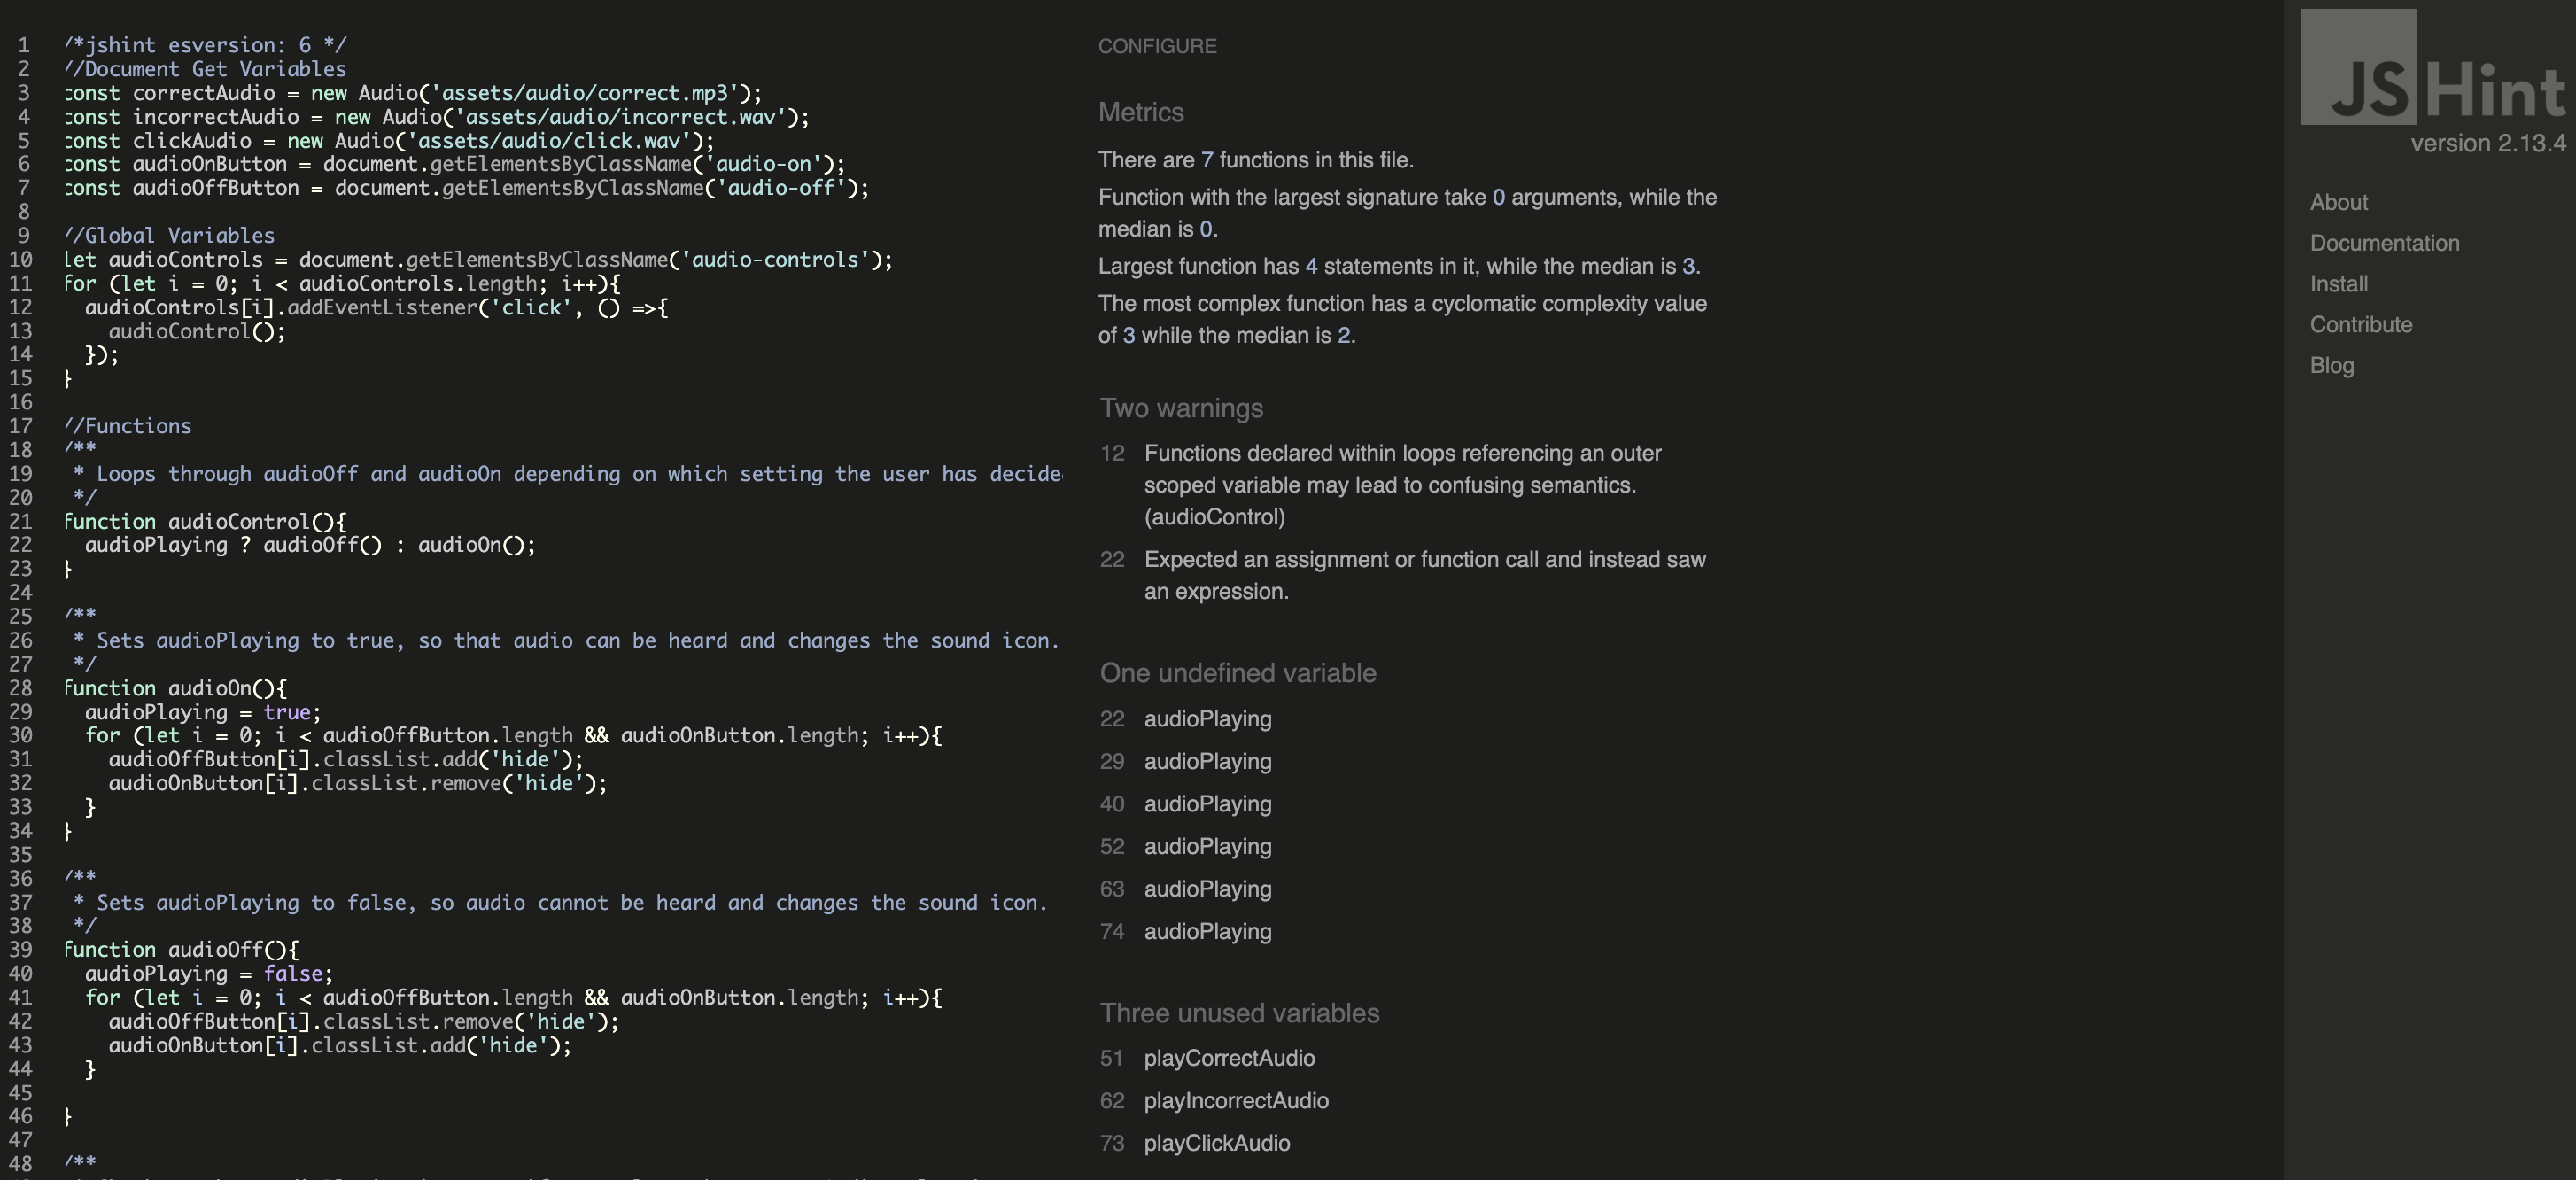 1 /*jshint esversion: 6 */
2 //Document Get Variables
3 const correctAudio = new Audio('assets/audio/correct.mp3');
4 const incorrectAudio = new Audio('assets/audio/incorrect.wav');
5 const clickAudio = new Audio('assets/audio/click.wav');
6 const audioOnButton = document.getElementsByClassName('audio-on');
7 const audioOffButton = document.getElementsByClassName('audio-off');
8
9 //Global Variables
10 let audioControls = document.getElementsByClassName('audio-controls');
11 for (let i = 0; i < audioControls.length; i++){
12 audioControls[i].addEventListener('click', () =>{
13 audioControl();
14 });
15 }
16
17 //Functions
18 /**
19 * Loops through audioOff and audioOn depending on which setting the user has decide
20 */
21 function audioControl(){
22 audioPlaying ? audioOff() : audioOn();
23 }
24
25 /**
26 * Sets audioPlaying to true, so that audio can be heard and changes the sound icon.
27 */
28 function audioOn(){
29 audioPlaying = true;
30 for (let i = 0; i < audioOffButton.length && audioOnButton.length; i++){
31 audioOffButton[i].classList.add('hide');
32 audioOnButton[i].classList.remove('hide');
33 }
34 }
35
36 /**
37 * Sets audioPlaying to false, so audio cannot be heard and changes the sound icon.
38 */
39 function audioOff(){
40 audioPlaying = false;
41 for (let i = 0; i < audioOffButton.length && audioOnButton.length; i++){
42 audioOffButton[i].classList.remove('hide');
43 audioOnButton[i].classList.add('hide');
44 }
45
46 }
47
48 /**
CONFIGURE
Metrics
There are 7 functions in this file.
Function with the largest signature take 0 arguments, while the
median is 0.
Largest function has 4 statements in it, while the median is 3.
The most complex function has a cyclomatic complexity value
of 3 while the median is 2.
Two warnings
12 Functions declared within loops referencing an outer
scoped variable may lead to confusing semantics.
(audioControl)
22 Expected an assignment or function call and instead saw
an expression.
One undefined variable
22 audioPlaying
29 audioPlaying
40 audioPlaying
52 audioPlaying
63 audioPlaying
74 audioPlaying
Three unused variables
51 playCorrectAudio
62 playIncorrectAudio
73 playClickAudio
JSHint
version 2.13.4
About
Documentation
Install
Contribute
Blog